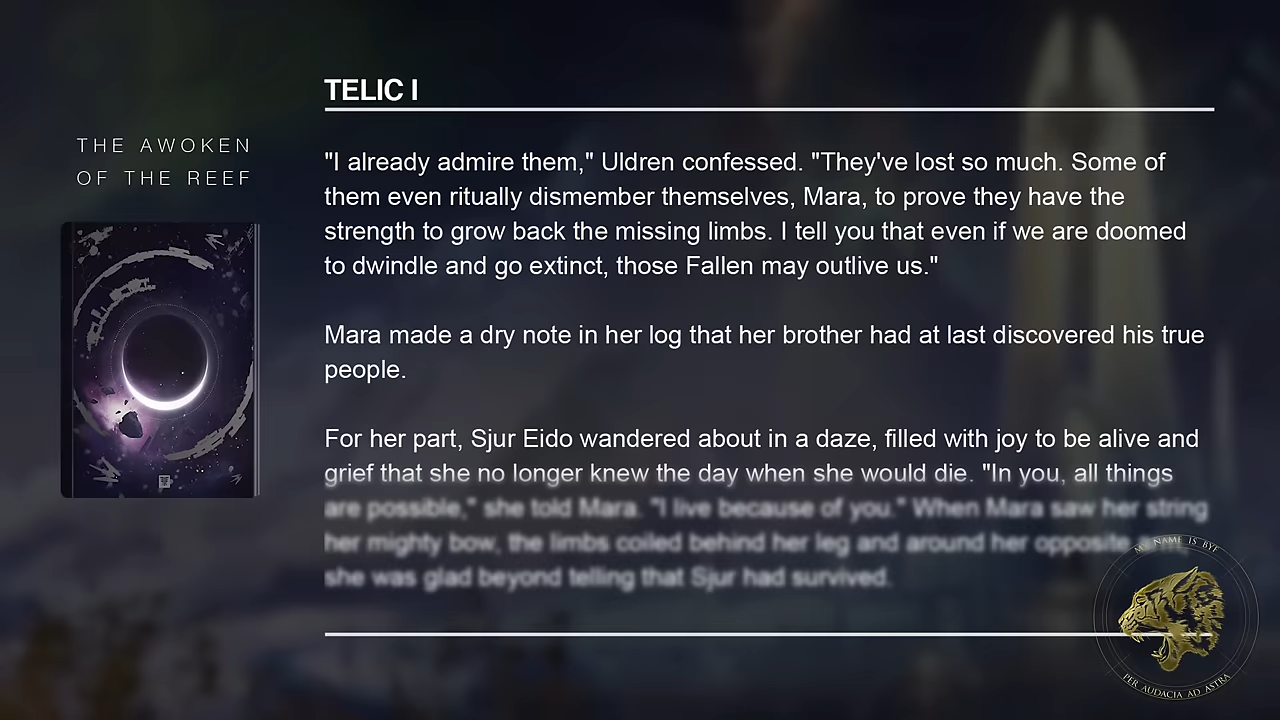 TELIC I
THE AWOKEN
OF THE REEF
"I already admire them," Uldren confessed. "They've lost so much. Some of
them even ritually dismember themselves, Mara, to prove they have the
strength to grow back the missing limbs. I tell you that even if we are doomed
to dwindle and go extinct, those Fallen may outlive us."
Mara made a dry note in her log that her brother had at last discovered his true
people.
For her part, Sjur Eido wandered about in a daze, filled with joy to be alive and
grief that she no longer knew the day when she would die. "In you, all things
are possible," she told Mara. "I live because of you." When Mara saw her string
her mighty bow, the limbs coiled behind her leg and around her opposite
she was glad beyond telling that Sjur had survived.
MY NAME IS BYF
PER AUDACIA AD ASTRA